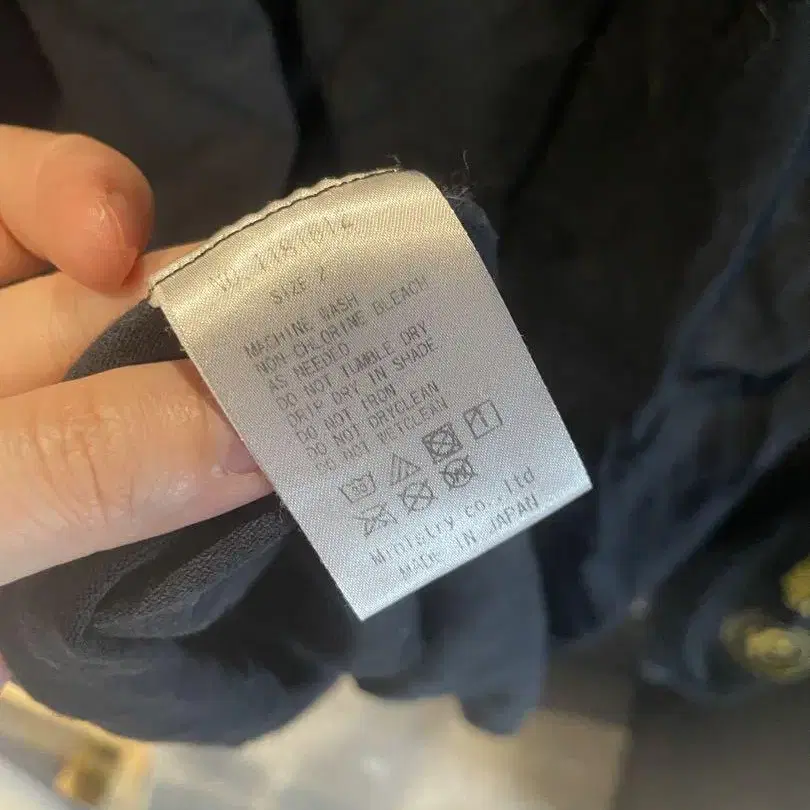 SIZE 2
MACHINE WASH
NON-CHLORINE BLEACH
AS NEEDED
DO NOT TUMBLE DRY
DRIP DRY IN SHADE
DO NOT IRON
DO NOT DRYCLEAN
DO NOT WETCLEAN
Ministry co.,ltd
MADE IN JAPAN